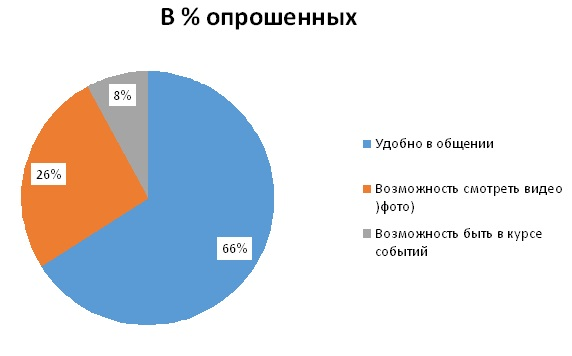 В % опрошенных
8%
26%
66%
Удобно в общении
Возможность смотреть видео
)фото)
Возможность быть в курсе
событий